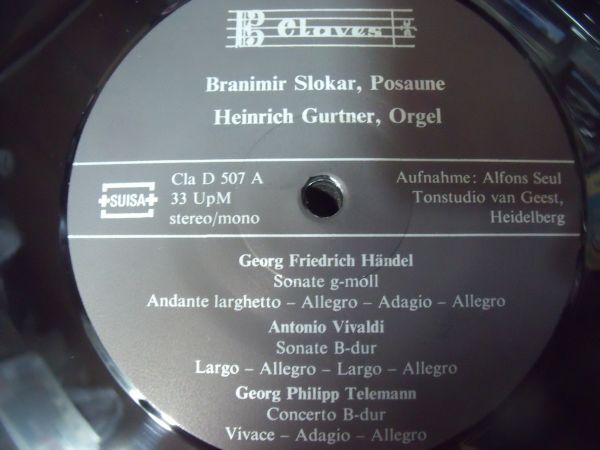 Claves
Branimir Slokar, Posaune
Heinrich Gurtner, Orgel
SUISA
Cla D 507 A
33 UpM
stereo/mono
Aufnahme: Alfons Seul
Tonstudio van Geest,
Heidelberg
Georg Friedrich Händel
Sonate g-moll
Andante larghetto – Allegro – Adagio – Allegro
Antonio Vivaldi
Sonate B-dur
Largo – Allegro – Largo – Allegro
Georg Philipp Telemann
Concerto B-dur
Vivace – Adagio – Allegro